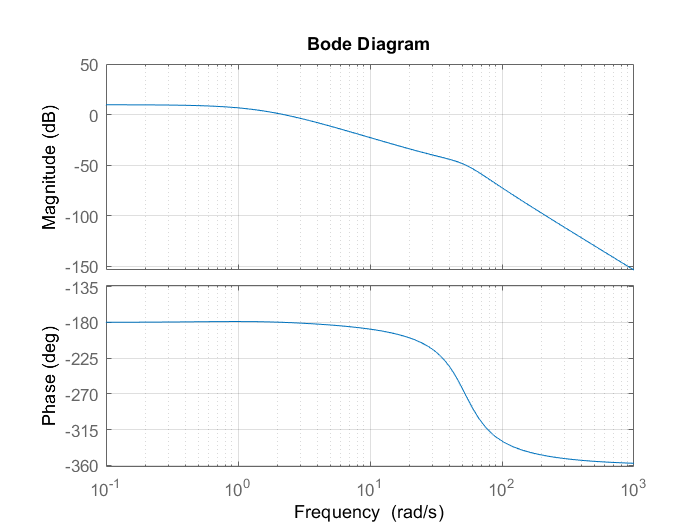 Bode Diagram
Magnitude (dB)
50
0
-50
-100
-150
Phase (deg)
-135
-180
-225
-270
-315
-360
10^-1 10^0 10^1 10^2 10^3
Frequency (rad/s)